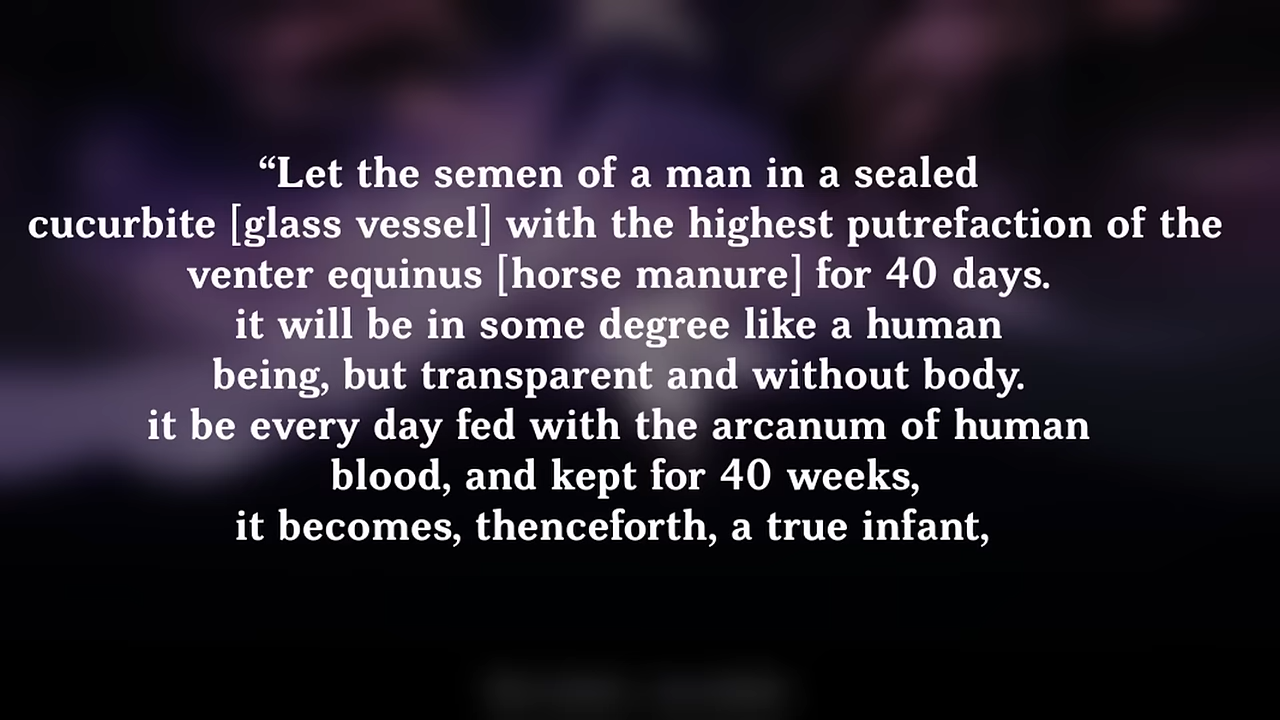 “Let the semen of a man in a sealed
cucurbite [glass vessel] with the highest putrefaction of the
venter equinus [horse manure] for 40 days.
it will be in some degree like a human
being, but transparent and without body.
it be every day fed with the arcanum of human
blood, and kept for 40 weeks,
it becomes, thenceforth, a true infant,